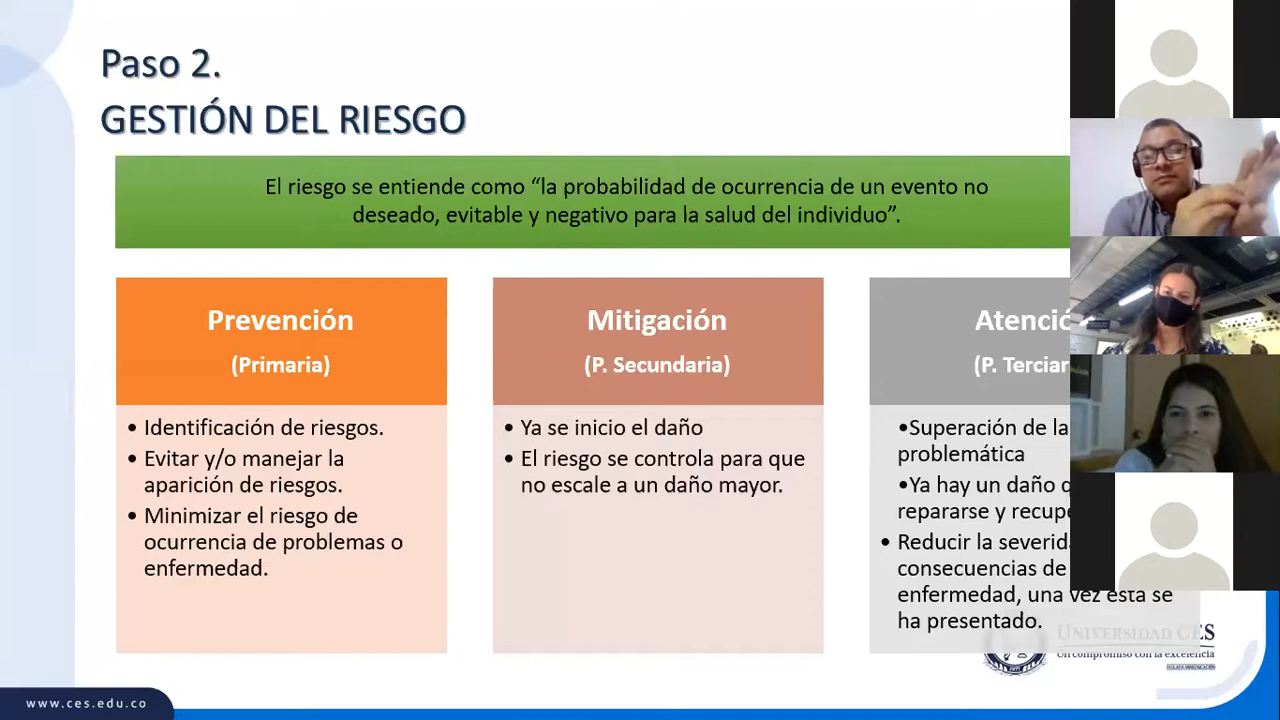 Paso 2.
GESTIÓN DEL RIESGO
El riesgo se entiende como “la probabilidad de ocurrencia de un evento no
deseado, evitable y negativo para la salud del individuo”.
Prevención
(Primaria)
• Identificación de riesgos.
• Evitar y/o manejar la
aparición de riesgos.
• Minimizar el riesgo de
ocurrencia de problemas o
enfermedad.
Mitigación
(P. Secundaria)
• Ya se inicio el daño
• El riesgo se controla para que
no escale a un daño mayor.
Atenció
(P. Terciar
•Superación de la
problemática
•Ya hay un daño q
repararse y recupe
• Reducir la severida
consecuencias de
enfermedad, una vez esta se
ha presentado.
UNIVERSIDAD CES
Un compromiso con la excelencia
www.ces.edu.co